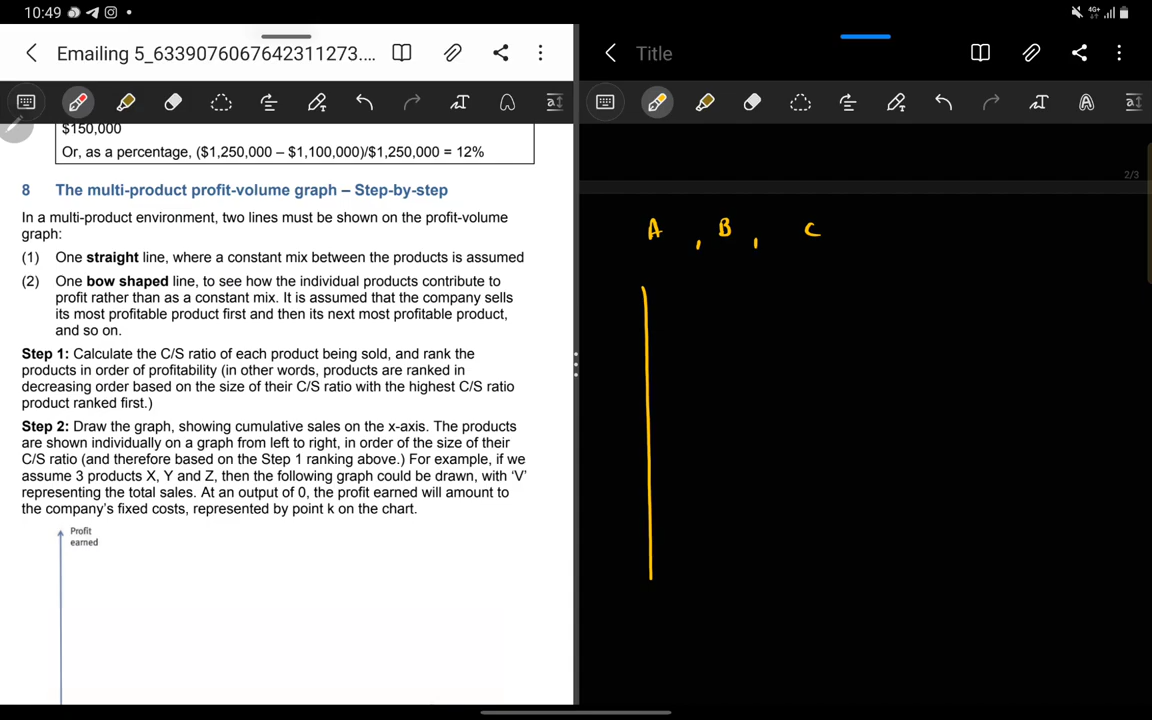 10:49
4G+
Emailing 5_6339076067642311273....
Title
$150,000
Or, as a percentage, ($1,250,000 – $1,100,000)/$1,250,000 = 12%
2/3
8 The multi-product profit-volume graph – Step-by-step
In a multi-product environment, two lines must be shown on the profit-volume
graph:
(1) One straight line, where a constant mix between the products is assumed
(2) One bow shaped line, to see how the individual products contribute to
profit rather than as a constant mix. It is assumed that the company sells
its most profitable product first and then its next most profitable product,
and so on.
Step 1: Calculate the C/S ratio of each product being sold, and rank the
products in order of profitability (in other words, products are ranked in
decreasing order based on the size of their C/S ratio with the highest C/S ratio
product ranked first.)
Step 2: Draw the graph, showing cumulative sales on the x-axis. The products
are shown individually on a graph from left to right, in order of the size of their
C/S ratio (and therefore based on the Step 1 ranking above.) For example, if we
assume 3 products X, Y and Z, then the following graph could be drawn, with ‘V’
representing the total sales. At an output of 0, the profit earned will amount to
the company’s fixed costs, represented by point k on the chart.
Profit
earned
A , B , C